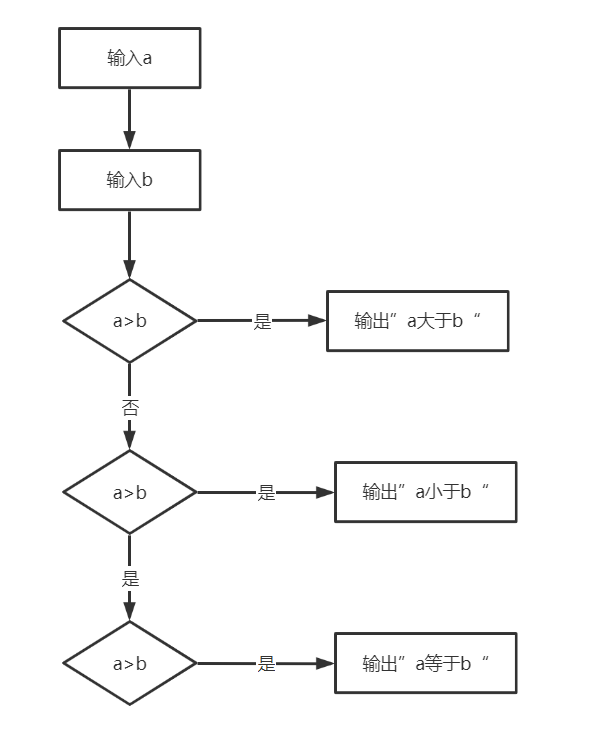 输入a
输入b
a>b
是
输出”a大于b“
否
a>b
是
输出”a小于b“
是
a>b
是
输出”a等于b“